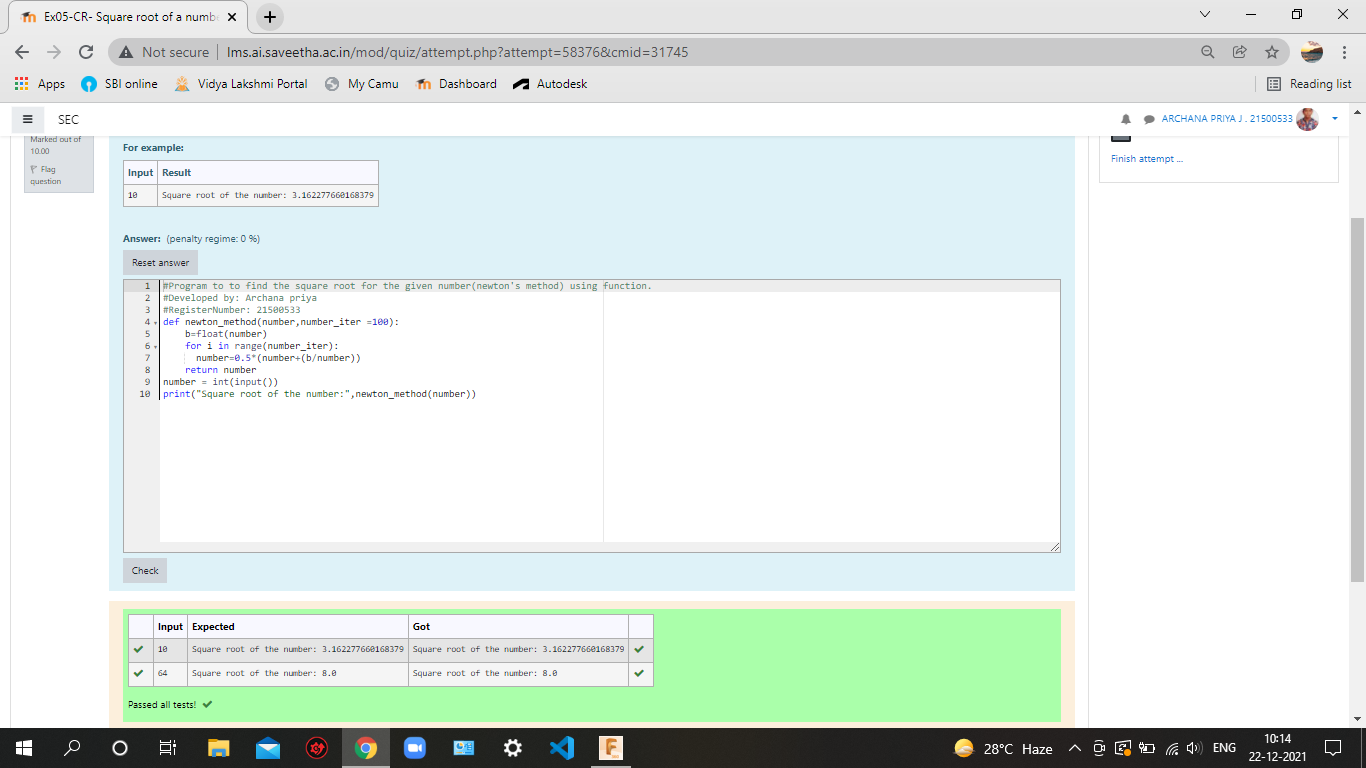 Ex05-CR- Square root of a numb
Not secure lms.ai.saveetha.ac.in/mod/quiz/attempt.php?attempt=58376&cmid=31745
Apps SBI online Vidya Lakshmi Portal My Camu Dashboard Autodesk Reading list
SEC ARCHANA PRIYA J . 21500533
Marked out of
10.00
Flag
question
For example:
Input Result
10 Square root of the number: 3.162277660168379
Answer: (penalty regime: 0 %)
Reset answer
1 #Program to to find the square root for the given number(newton's method) using function.
2 #Developed by: Archana priya
3 #RegisterNumber: 21500533
4 def newton_method(number,number_iter =100):
5 b=float(number)
6 for i in range(number_iter):
7 number=0.5*(number+(b/number))
8 return number
9 number = int(input())
10 print("Square root of the number:",newton_method(number))
Check
Input Expected Got
10 Square root of the number: 3.162277660168379 Square root of the number: 3.162277660168379
64 Square root of the number: 8.0 Square root of the number: 8.0
Passed all tests!
Finish attempt ...
28°C Haze ENG 10:14
22-12-2021